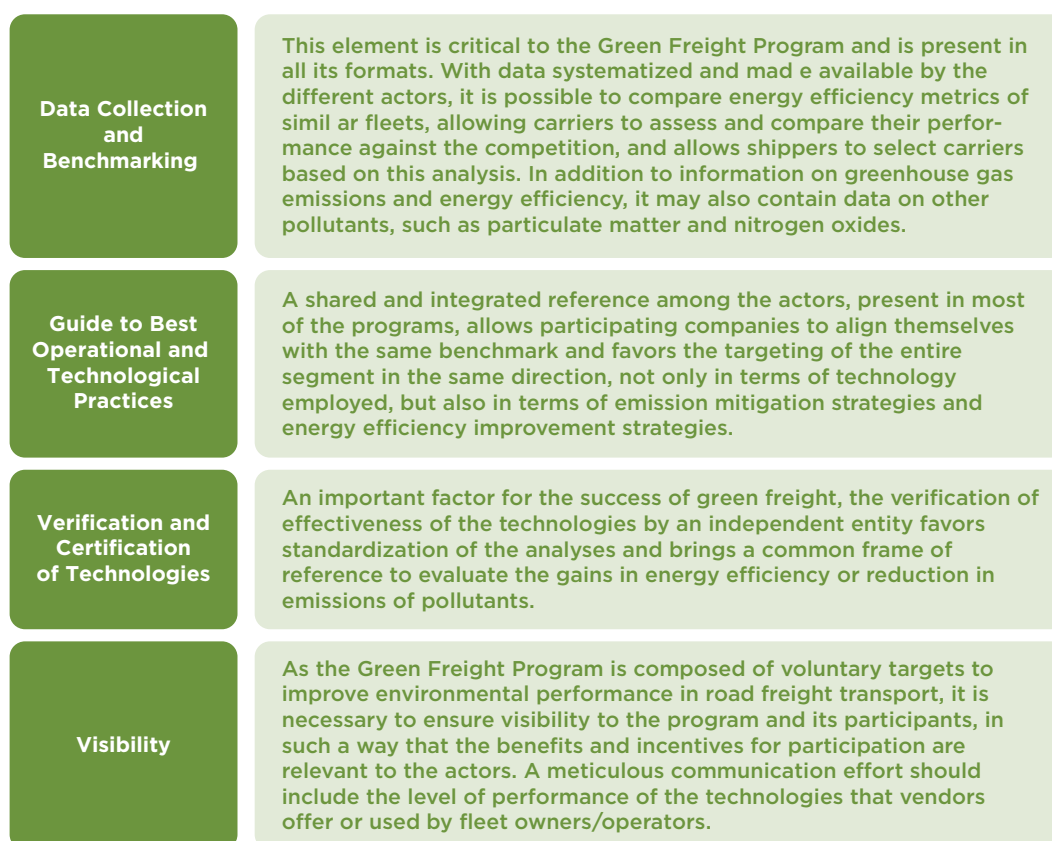 Data Collection
and
Benchmarking
This element is critical to the Green Freight Program and is present in
all its formats. With data systematized and mad e available by the
different actors, it is possible to compare energy efficiency metrics of
simil ar fleets, allowing carriers to assess and compare their perfor-
mance against the competition, and allows shippers to select carriers
based on this analysis. In addition to information on greenhouse gas
emissions and energy efficiency, it may also contain data on other
pollutants, such as particulate matter and nitrogen oxides.
Guide to Best
Operational and
Technological
Practices
A shared and integrated reference among the actors, present in most
of the programs, allows participating companies to align themselves
with the same benchmark and favors the targeting of the entire
segment in the same direction, not only in terms of technology
employed, but also in terms of emission mitigation strategies and
energy efficiency improvement strategies.
Verification and
Certification
of Technologies
An important factor for the success of green freight, the verification of
effectiveness of the technologies by an independent entity favors
standardization of the analyses and brings a common frame of
reference to evaluate the gains in energy efficiency or reduction in
emissions of pollutants.
Visibility
As the Green Freight Program is composed of voluntary targets to
improve environmental performance in road freight transport, it is
necessary to ensure visibility to the program and its participants, in
such a way that the benefits and incentives for participation are
relevant to the actors. A meticulous communication effort should
include the level of performance of the technologies that vendors
offer or used by fleet owners/operators.